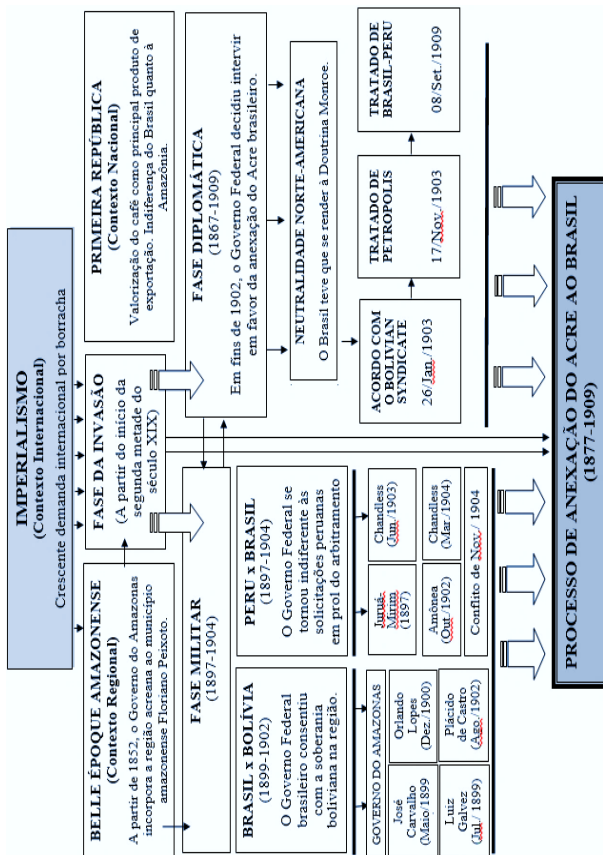 IMPERIALISMO
(Contexto Internacional)
Crescente demanda internacional por borracha
BELLE ÉPOQUE AMAZONENSE
(Contexto Regional)
A partir de 1852, o Governo do Amazonas
incorpora a região acreana ao município
amazonense Floriano Peixoto.
FASE DA INVASÃO
(A partir do início da
segunda metade do
século XIX)
PRIMEIRA REPÚBLICA
(Contexto Nacional)
Valorização do café como principal produto de
exportação. Indiferença do Brasil quanto à
Amazônia.
FASE MILITAR
(1897-1904)
FASE DIPLOMÁTICA
(1867-1909)
Em fins de 1902, o Governo Federal decidiu intervir
em favor da anexação do Acre brasileiro.
BRASIL x BOLÍVIA
(1899-1902)
O Governo Federal
brasileiro consentiu
com a soberania
boliviana na região.
PERU x BRASIL
(1897-1904)
O Governo Federal se
tornou indiferente às
solicitações peruanas
em prol do arbitramento
NEUTRALIDADE NORTE-AMERICANA
O Brasil teve que se render à Doutrina Monroe.
GOVERNO DO AMAZONAS
José
Carvalho
(Maio/1899
Orlando
Lopes
(Dez./1900)
Luiz
Galvez
(Jul./ 1899)
Plácido
de Castro
(Ago./1902)
Juruá-
Mirim
(1897)
Chandless
(Jun./1903)
Amônea
(Out./1902)
Chandless
(Mar./1904)
Conflito de Nov./ 1904
ACORDO COM
O BOLIVIAN
SYNDICATE
26/Jan./1903
TRATADO DE
PETROPOLIS
17/Nov./1903
TRATADO DE
BRASIL-PERU
08/Set./1909
PROCESSO DE ANEXAÇÃO DO ACRE AO BRASIL
(1877-1909)